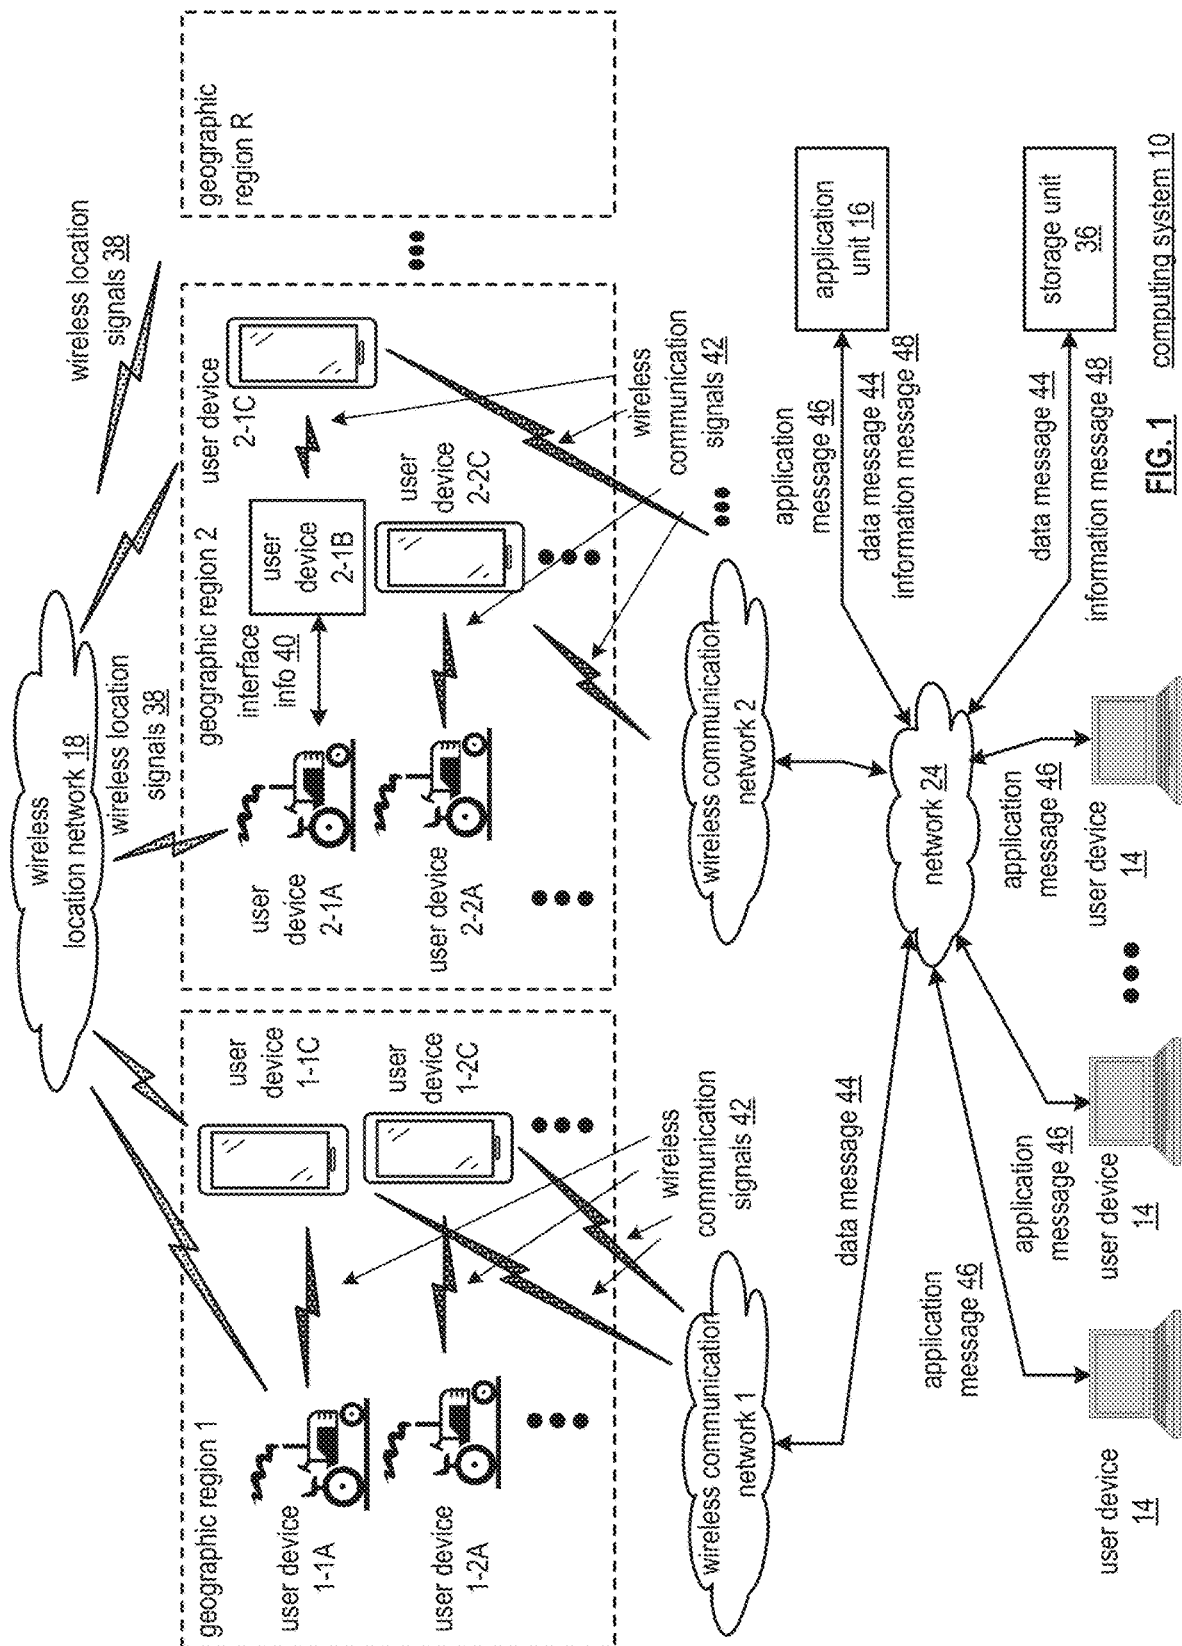 wireless
location network 18
wireless location
signals 38
wireless location
signals 38
geographic region 1
user device
1-1A
user
device
1-1C
user device
1-2A
user
device
1-2C
wireless
communication
signals 42
geographic region 2
user
device
2-1A
interface
info 40
user
device
2-1B
user device
2-1C
user device
2-2A
user
device 2-2C
wireless
communication
signals 42
geographic
region R
wireless communication
network 1
wireless communication
network 2
data message 44
network 24
application
message 46
data message 44
information message 48
application
unit 16
data message 44
information message 48
storage unit
36
application
message 46
application
message 46
application
message 46
user device
14
user device
14
user device
14
FIG. 1
computing system 10